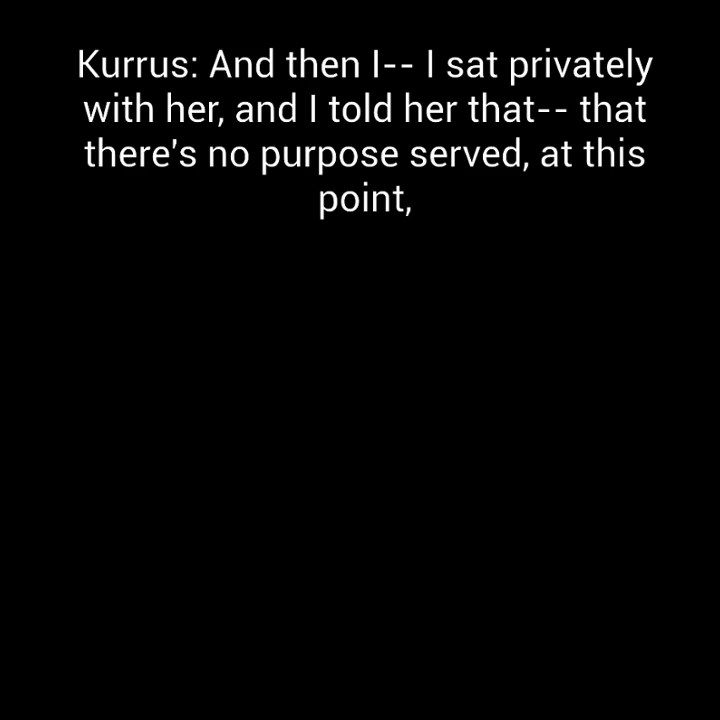 Kurrus: And then I-- I sat privately
with her, and I told her that-- that
there's no purpose served, at this
point,